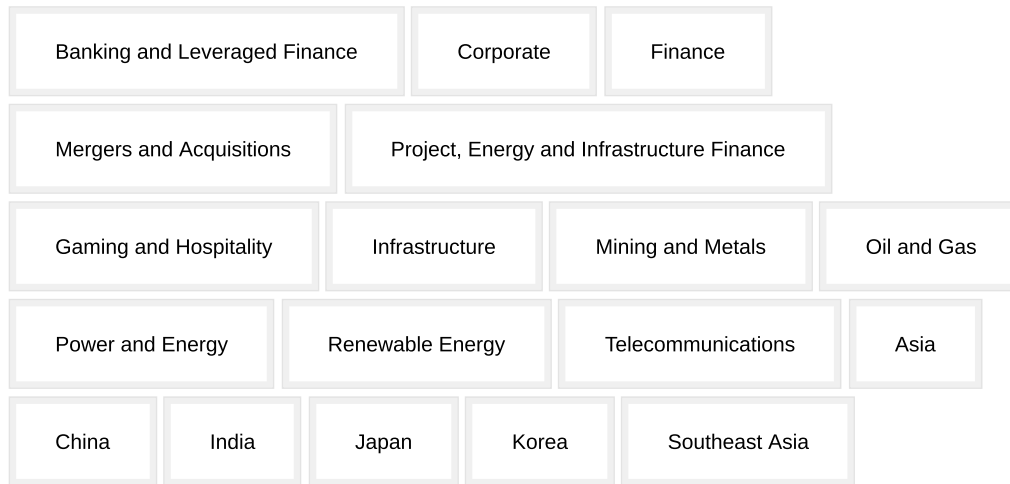 Banking and Leveraged Finance Corporate Finance
Mergers and Acquisitions Project, Energy and Infrastructure Finance
Gaming and Hospitality Infrastructure Mining and Metals Oil and Gas
Power and Energy Renewable Energy Telecommunications Asia
China India Japan Korea Southeast Asia